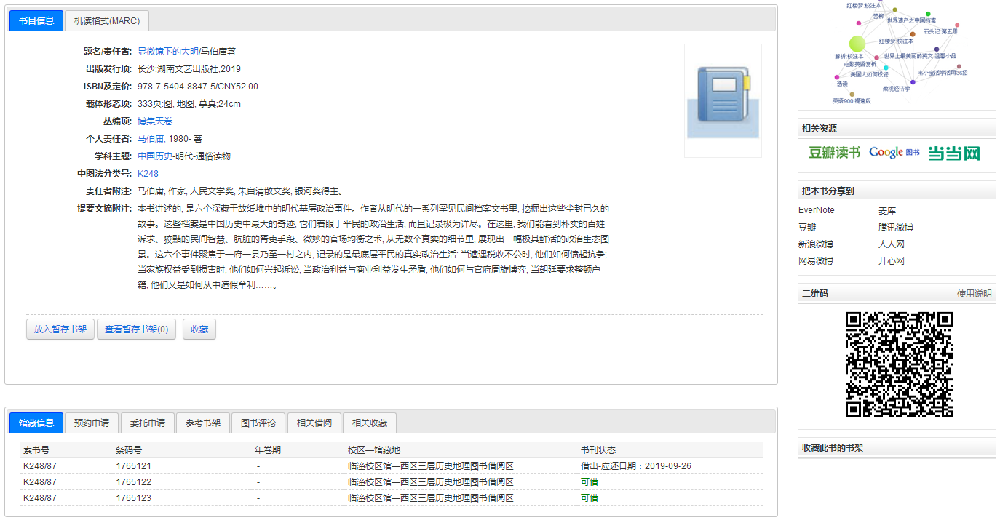 书目信息 机读格式(MARC)
题名/责任者: 显微镜下的大明/马伯庸著
出版发行项: 长沙:湖南文艺出版社,2019
ISBN及定价: 978-7-5404-8847-5/CNY52.00
载体形态项: 333页:图, 地图, 摹真;24cm
丛编项: 博集天卷
个人责任者: 马伯庸, 1980- 著
学科主题: 中国历史-明代-通俗读物
中图法分类号: K248
责任者附注: 马伯庸, 作家, 人民文学奖, 朱自清散文奖, 银河奖得主。
提要文摘附注: 本书讲述的, 是六个深藏于故纸堆中的明代基层政治事件。作者从明代的一系列罕见民间档案文书里, 挖掘出这些尘封已久的
故事。这些档案是中国历史中最大的奇迹, 它们着眼于平民的政治生活, 而且记录极为详尽。在这里, 我们能看到朴实的百姓
诉求、狡黠的民间智慧、肮脏的胥吏手段、微妙的官场均衡之术, 从无数个真实的细节里, 展现出一幅极其鲜活的政治生态图
景。这六个事件聚焦于一府一县乃至一村之内, 记录的是最底层平民的真实政治生活: 当遭遇税收不公时, 他们如何愤起抗争;
当家族权益受到损害时, 他们如何兴起诉讼; 当政治利益与商业利益发生矛盾, 他们如何与官府周旋博弈; 当朝廷要求整顿户
籍, 他们又是如何从中造假牟利……。
放入暂存书架 查看暂存书架(0) 收藏
馆藏信息 预约申请 委托申请 参考书架 图书评论 相关借阅 相关收藏
索书号 条码号 年卷期 校区—馆藏地 书刊状态
K248/87 1765121 - 临潼校区馆—西区三层历史地理图书借阅区 借出-应还日期：2019-09-26
K248/87 1765122 - 临潼校区馆—西区三层历史地理图书借阅区 可借
K248/87 1765123 - 临潼校区馆—西区三层历史地理图书借阅区 可借
红楼梦:校注本
苦柳
世界遗产之中国档案
石头记.第五册
红楼梦:校注本
解析 校注本
世界上最美丽的英文.温馨小品
电影英语赏析
美国人如何投资
韦小宝活学活用36招
选读
微观经济学
英语900:慢速版
相关资源
豆瓣读书 Google 图书 当当网
把本书分享到
EverNote 麦库
豆瓣 腾讯微博
新浪微博 人人网
网易微博 开心网
二维码 使用说明
收藏此书的书架